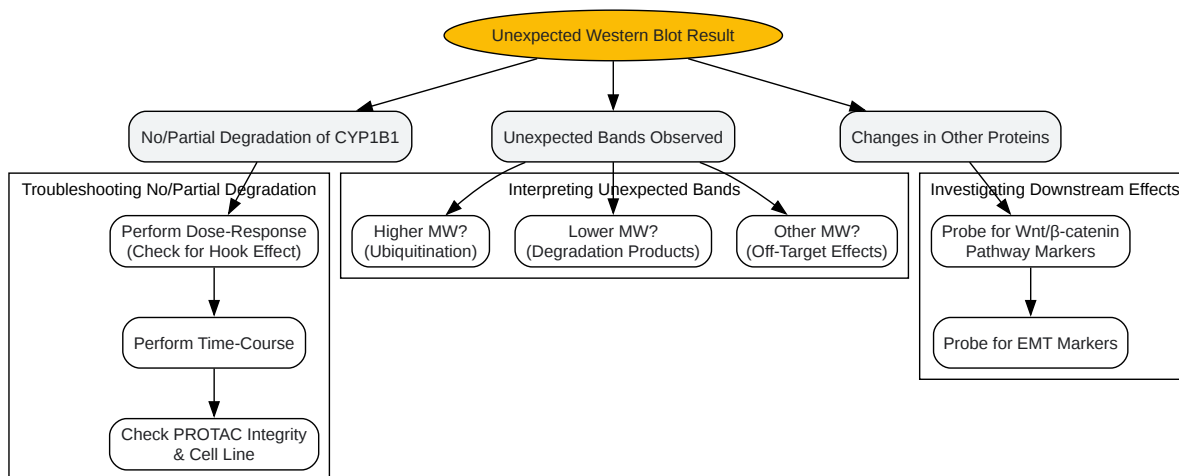 Unexpected Western Blot Result
No/Partial Degradation of CYP1B1
Unexpected Bands Observed
Changes in Other Proteins
Troubleshooting No/Partial Degradation
Interpreting Unexpected Bands
Investigating Downstream Effects
Perform Dose-Response
(Check for Hook Effect)
Higher MW?
(Ubiquitination)
Lower MW?
(Degradation Products)
Other MW?
(Off-Target Effects)
Probe for Wnt/β-catenin
Pathway Markers
Perform Time-Course
Probe for EMT Markers
Check PROTAC Integrity
& Cell Line